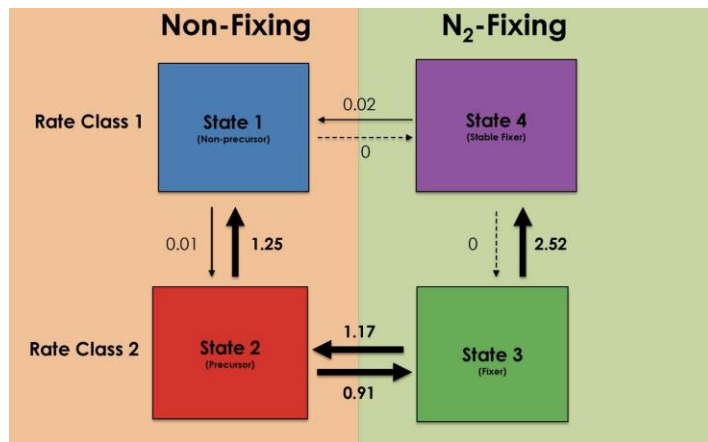 Non-Fixing
N₂-Fixing
Rate Class 1
State 1
(Non-precursor)
0.02
0
State 4
(Stable Fixer)
0.01
1.25
0
2.52
Rate Class 2
State 2
(Precursor)
1.17
0.91
State 3
(Fixer)